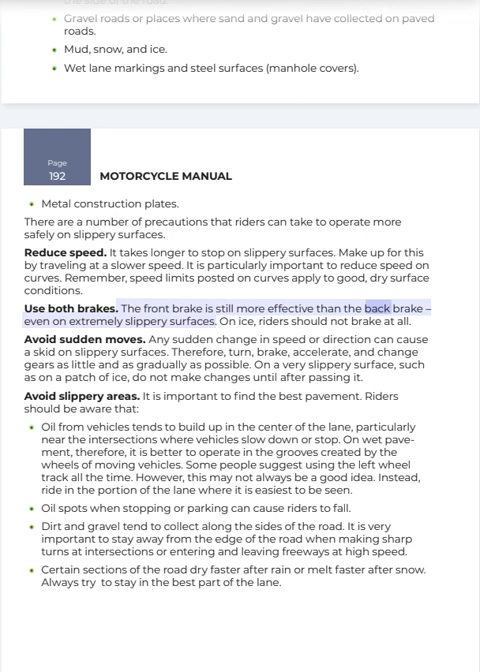 the side of the road.
Gravel roads or places where sand and gravel have collected on paved
roads.
Mud, snow, and ice.
Wet lane markings and steel surfaces (manhole covers).
Page
192
MOTORCYCLE MANUAL
Metal construction plates.
There are a number of precautions that riders can take to operate more
safely on slippery surfaces.
Reduce speed. It takes longer to stop on slippery surfaces. Make up for this
by traveling at a slower speed. It is particularly important to reduce speed on
curves. Remember, speed limits posted on curves apply to good, dry surface
conditions.
Use both brakes. The front brake is still more effective than the back brake –
even on extremely slippery surfaces. On ice, riders should not brake at all.
Avoid sudden moves. Any sudden change in speed or direction can cause
a skid on slippery surfaces. Therefore, turn, brake, accelerate, and change
gears as little and as gradually as possible. On a very slippery surface, such
as on a patch of ice, do not make changes until after passing it.
Avoid slippery areas. It is important to find the best pavement. Riders
should be aware that:
Oil from vehicles tends to build up in the center of the lane, particularly
near the intersections where vehicles slow down or stop. On wet pave-
ment, therefore, it is better to operate in the grooves created by the
wheels of moving vehicles. Some people suggest using the left wheel
track all the time. However, this may not always be a good idea. Instead,
ride in the portion of the lane where it is easiest to be seen.
Oil spots when stopping or parking can cause riders to fall.
Dirt and gravel tend to collect along the sides of the road. It is very
important to stay away from the edge of the road when making sharp
turns at intersections or entering and leaving freeways at high speed.
Certain sections of the road dry faster after rain or melt faster after snow.
Always try to stay in the best part of the lane.